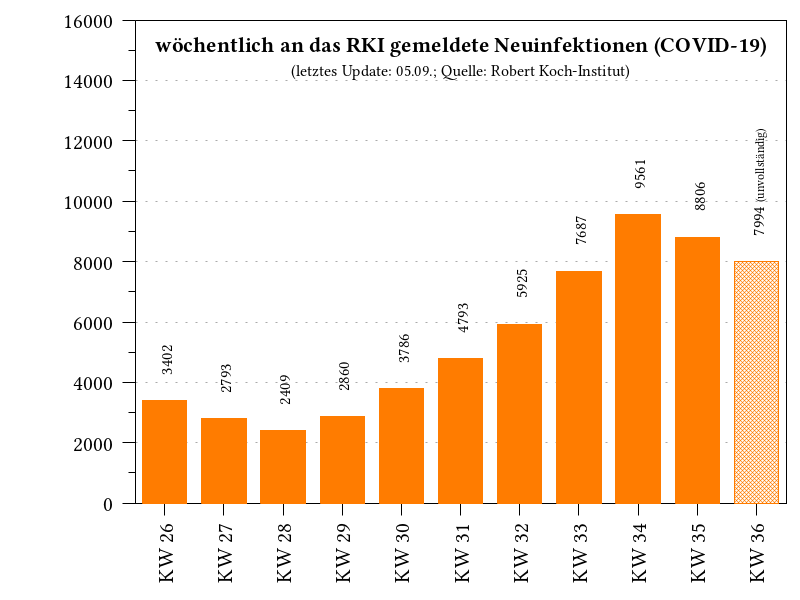 wöchentlich an das RKI gemeldete Neuinfektionen (COVID-19)
(letztes Update: 05.09.; Quelle: Robert Koch-Institut)
16000
14000
12000
10000
8000
6000
4000
2000
0
3402
2793
2409
2860
3786
4793
5925
7687
9561
8806
7994 (unvollständig)
KW 26
KW 27
KW 28
KW 29
KW 30
KW 31
KW 32
KW 33
KW 34
KW 35
KW 36